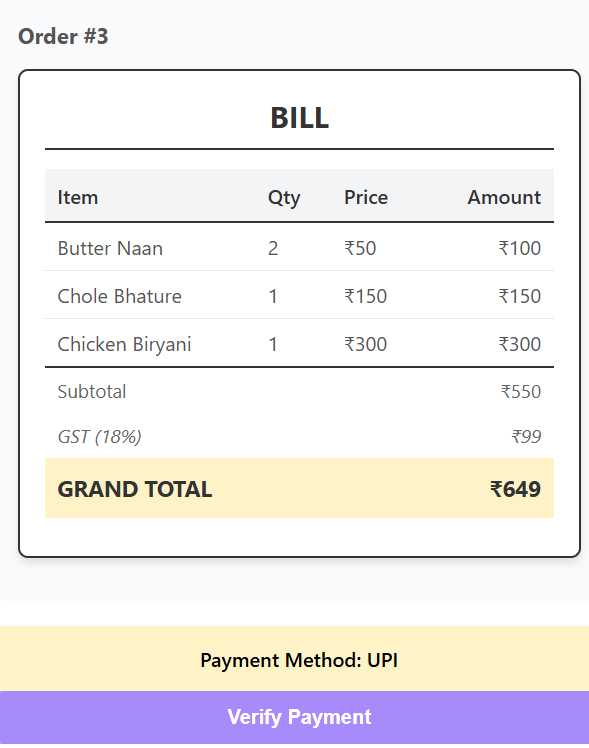 Order #3
BILL
Item Qty Price Amount
Butter Naan 2 ₹50 ₹100
Chole Bhature 1 ₹150 ₹150
Chicken Biryani 1 ₹300 ₹300
Subtotal ₹550
GST (18%) ₹99
GRAND TOTAL ₹649
Payment Method: UPI
Verify Payment